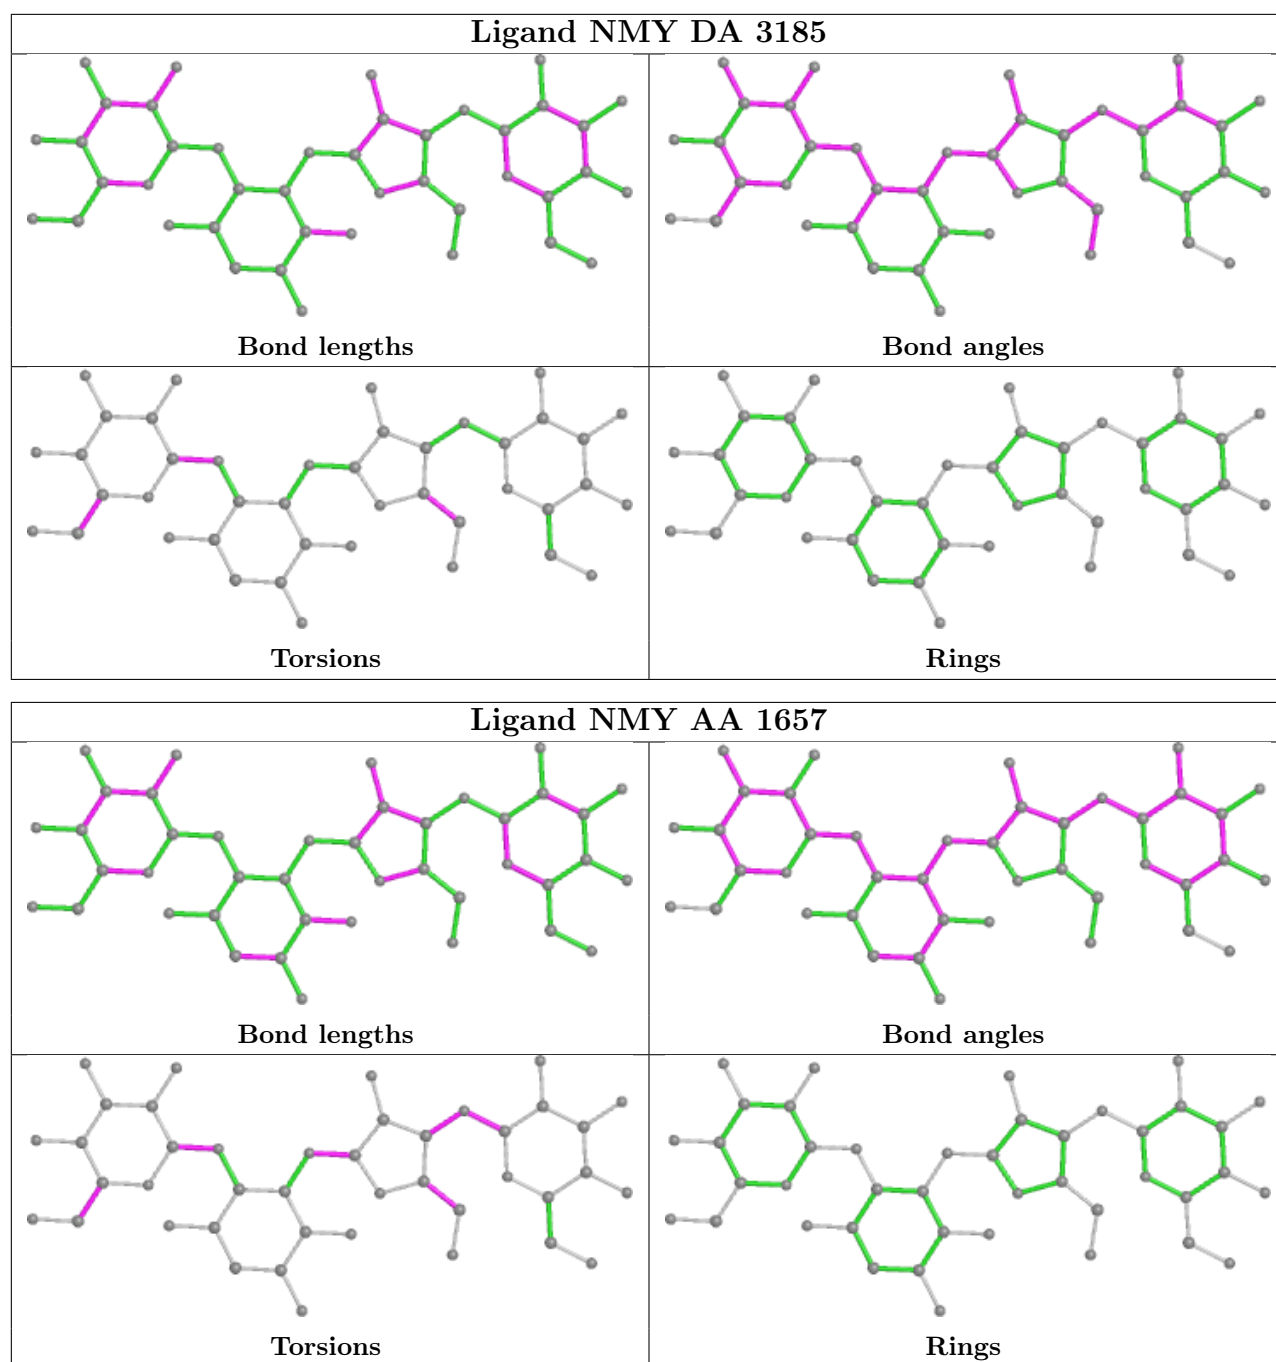 Ligand NMY DA 3185
Bond lengths
Bond angles
Torsions
Rings
Ligand NMY AA 1657
Bond lengths
Bond angles
Torsions
Rings